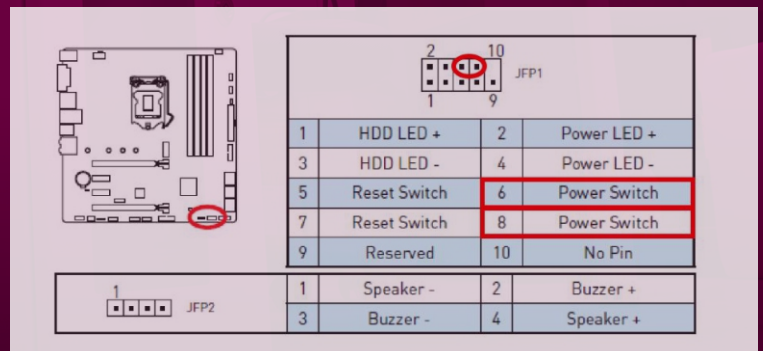 2 10
JFP1
1 9
1 HDD LED + 2 Power LED +
3 HDD LED - 4 Power LED -
5 Reset Switch 6 Power Switch
7 Reset Switch 8 Power Switch
9 Reserved 10 No Pin
1
JFP2
1 Speaker - 2 Buzzer +
3 Buzzer - 4 Speaker +